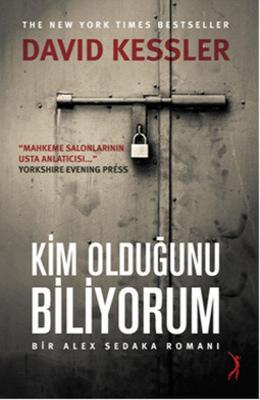 THE NEW YORK TIMES BESTSELLER
DAVID KESSLER
"MAHKEME SALONLARININ
USTA ANLATICISI..."
YORKSHIRE EVENING PRESS
KİM OLDUĞUNU
BİLİYORUM
BİR ALEX SEDAKA ROMANI